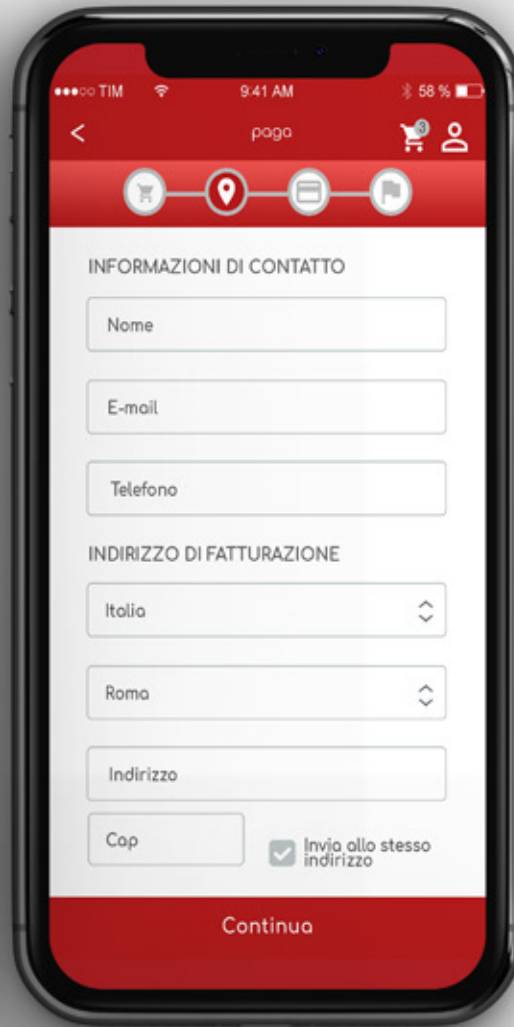 TIM 9:41 AM 58 %
paga
3
INFORMAZIONI DI CONTATTO
Nome
E-mail
Telefono
INDIRIZZO DI FATTURAZIONE
Italia
Roma
Indirizzo
Cap
Invia allo stesso
indirizzo
Continua